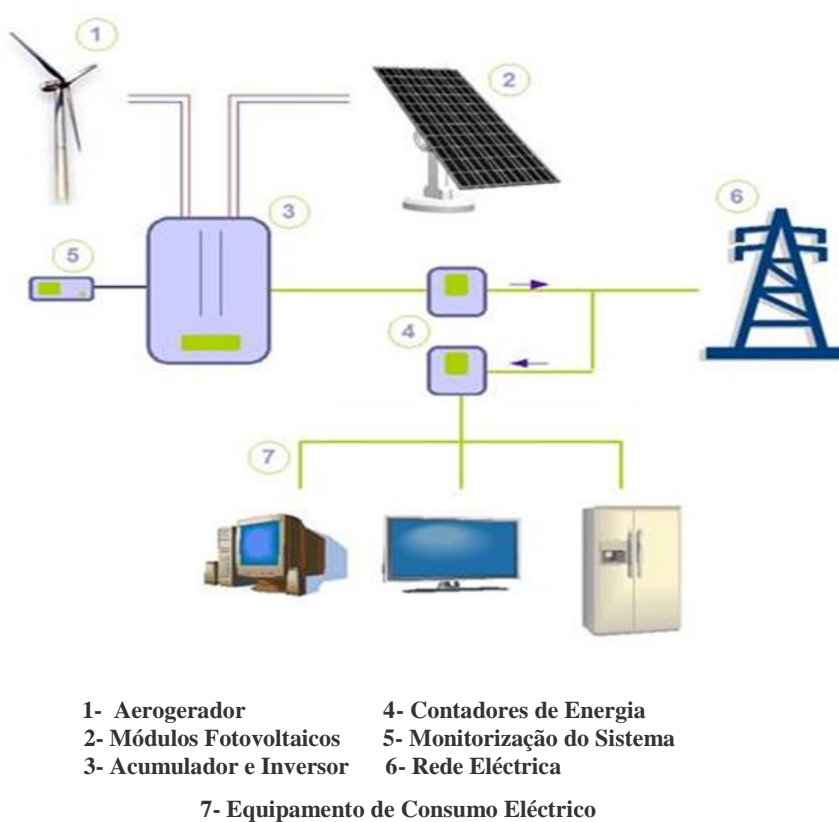 1
2
3
6
5
4
7
1- Aerogerador 4- Contadores de Energia
2- Módulos Fotovoltaicos 5- Monitorização do Sistema
3- Acumulador e Inversor 6- Rede Eléctrica
7- Equipamento de Consumo Eléctrico